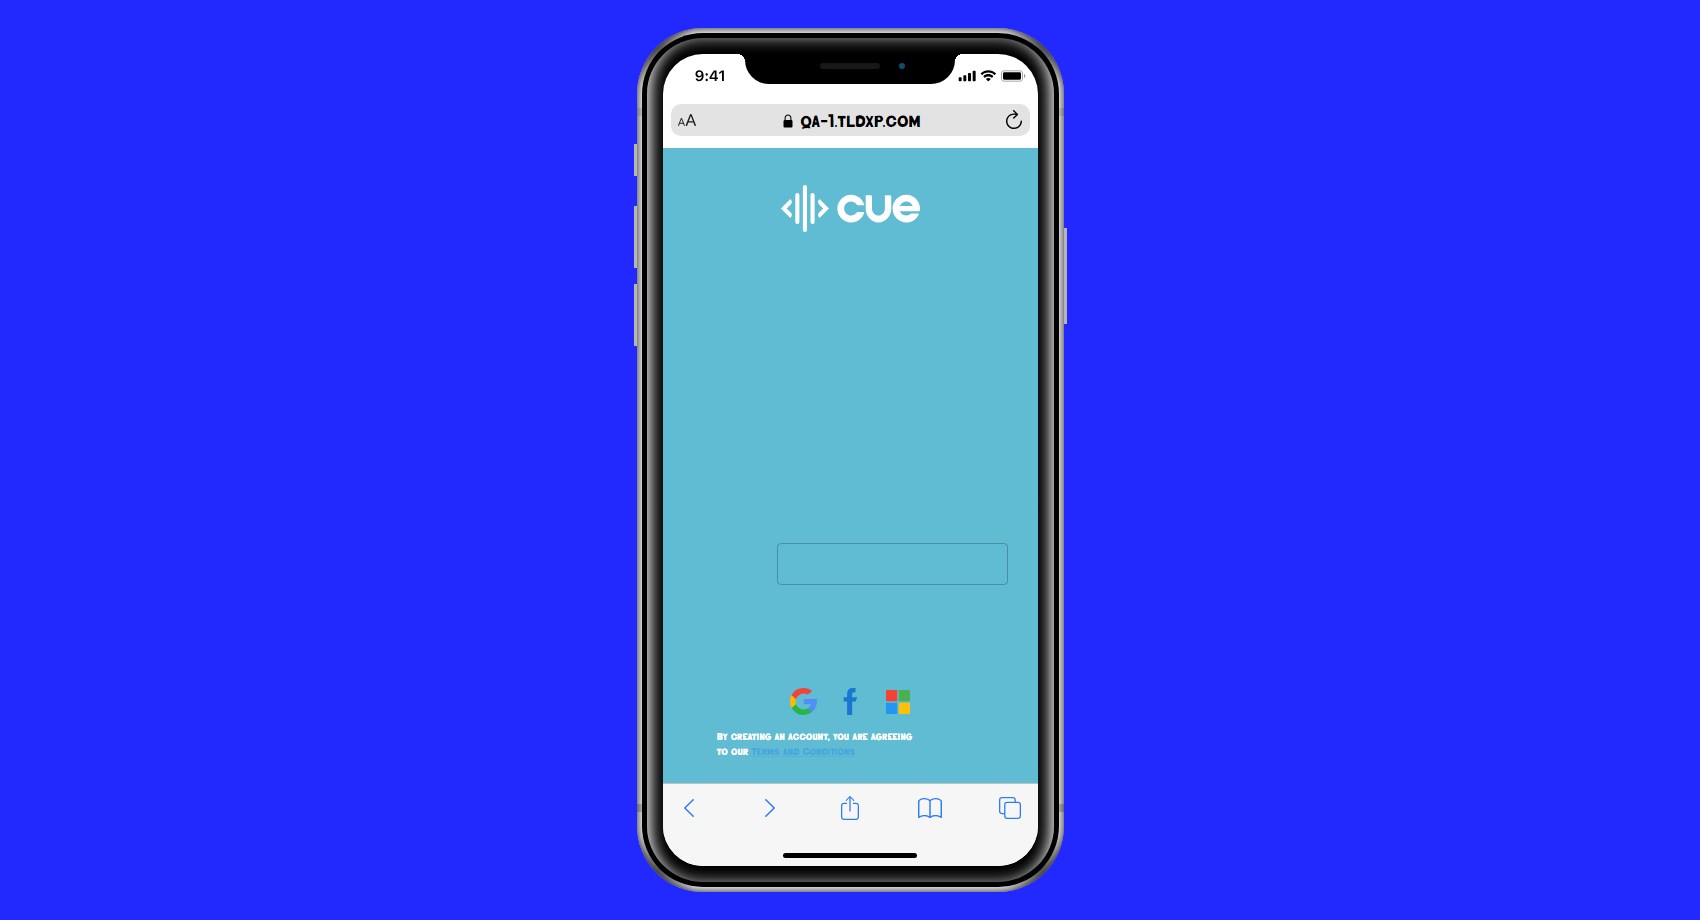 9:41
AA
QA-1.TLDXP.COM
cue
By creating an account, you are agreeing
to our Terms and Conditions